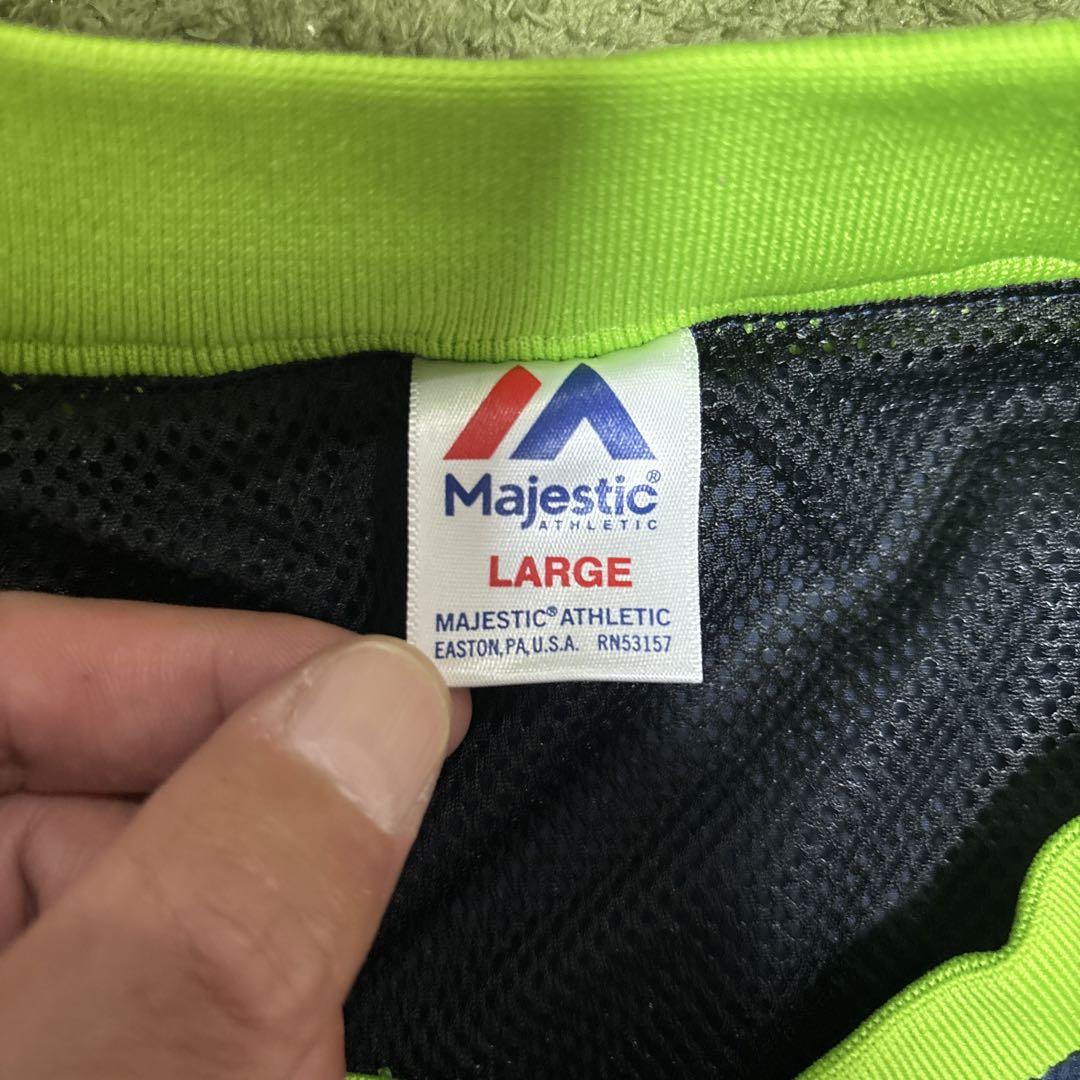 Majestic®
ATHLETIC
LARGE
MAJESTIC® ATHLETIC
EASTON, PA, U.S.A. RN53157